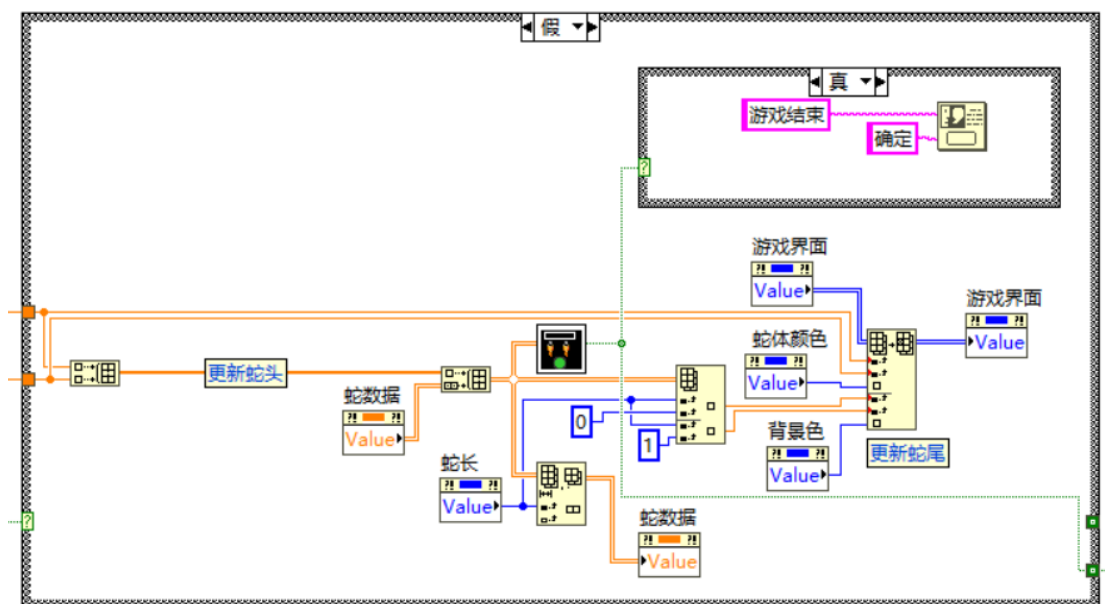 假
真
游戏结束
确定
游戏界面
Value
游戏界面
Value
更新蛇头
蛇体颜色
Value
蛇数据
Value
0
1
背景色
Value
更新蛇尾
蛇长
Value
蛇数据
Value